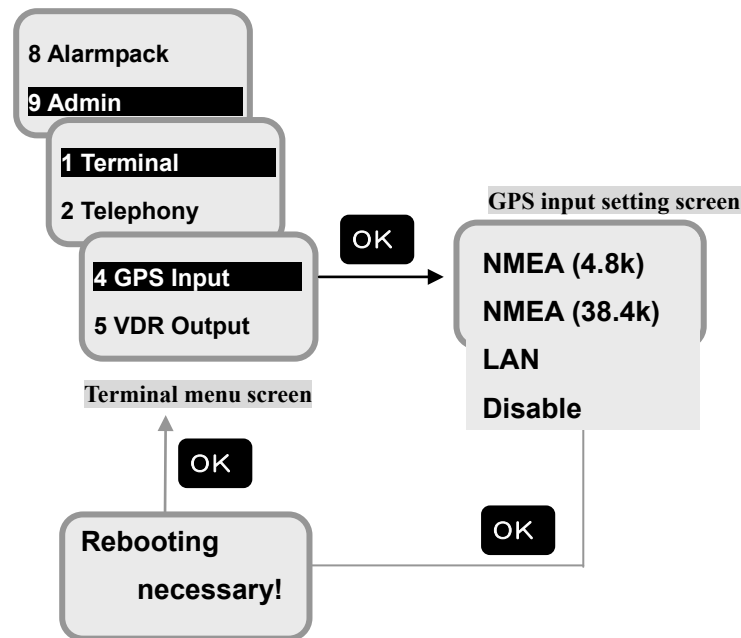 8 Alarmpack
9 Admin
1 Terminal
2 Telephony
4 GPS Input
5 VDR Output
Terminal menu screen
OK
GPS input setting screen
NMEA (4.8k)
NMEA (38.4k)
LAN
Disable
OK
Rebooting
necessary!
OK